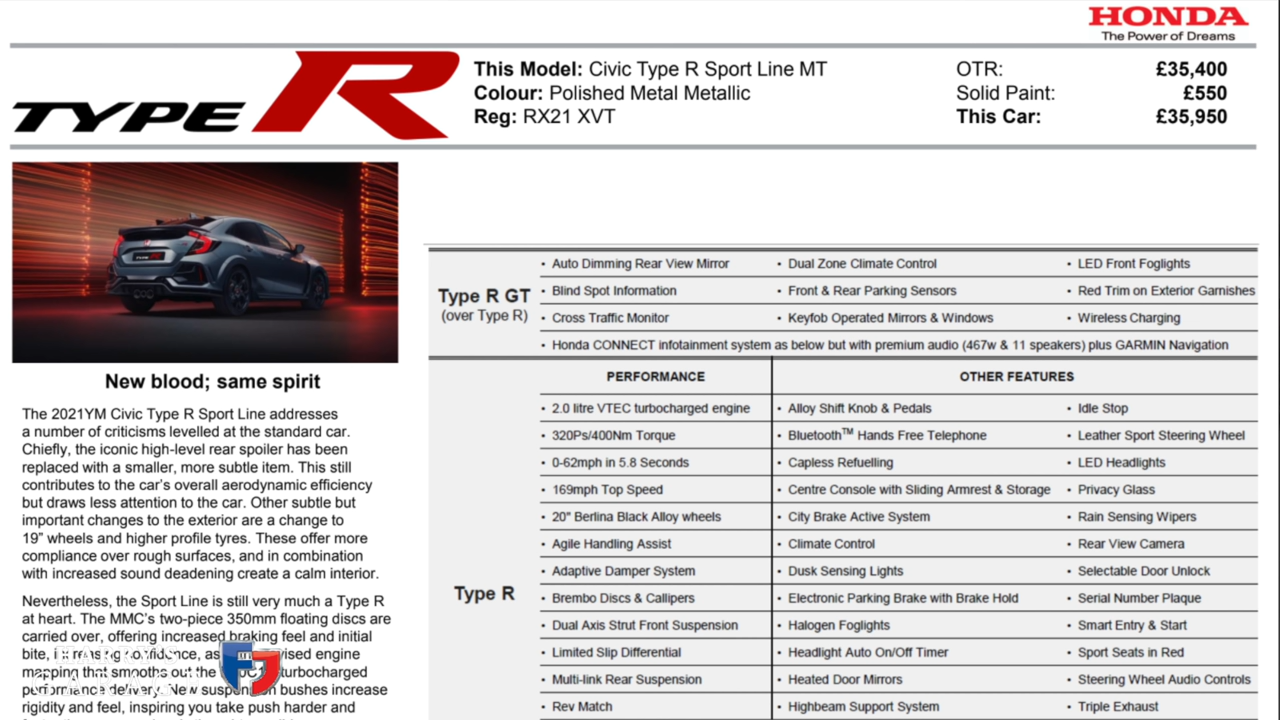 HONDA
The Power of Dreams
TYPE R
This Model: Civic Type R Sport Line MT
Colour: Polished Metal Metallic
Reg: RX21 XVT
OTR: £35,400
Solid Paint: £550
This Car: £35,950
TYPE R
New blood; same spirit
The 2021YM Civic Type R Sport Line addresses
a number of criticisms levelled at the standard car.
Chiefly, the iconic high-level rear spoiler has been
replaced with a smaller, more subtle item. This still
contributes to the car's overall aerodynamic efficiency
but draws less attention to the car. Other subtle but
important changes to the exterior are a change to
19" wheels and higher profile tyres. These offer more
compliance over rough surfaces, and in combination
with increased sound deadening create a calm interior.
Nevertheless, the Sport Line is still very much a Type R
at heart. The MMC's two-piece 350mm floating discs are
carried over, offering increased braking feel and initial
bite, increasing confidence, as engine
mapping that smooths out the turbocharged
performance delivery. New suspension bushes increase
rigidity and feel, inspiring you take push harder and
HARRY'S
GARAGE
Type R GT
(over Type R)
• Auto Dimming Rear View Mirror • Dual Zone Climate Control • LED Front Foglights
• Blind Spot Information • Front & Rear Parking Sensors • Red Trim on Exterior Garnishes
• Cross Traffic Monitor • Keyfob Operated Mirrors & Windows • Wireless Charging
• Honda CONNECT infotainment system as below but with premium audio (467w & 11 speakers) plus GARMIN Navigation
Type R
PERFORMANCE OTHER FEATURES
• 2.0 litre VTEC turbocharged engine • Alloy Shift Knob & Pedals • Idle Stop
• 320Ps/400Nm Torque • Bluetooth™ Hands Free Telephone • Leather Sport Steering Wheel
• 0-62mph in 5.8 Seconds • Capless Refuelling • LED Headlights
• 169mph Top Speed • Centre Console with Sliding Armrest & Storage • Privacy Glass
• 20" Berlina Black Alloy wheels • City Brake Active System • Rain Sensing Wipers
• Agile Handling Assist • Climate Control • Rear View Camera
• Adaptive Damper System • Dusk Sensing Lights • Selectable Door Unlock
• Brembo Discs & Callipers • Electronic Parking Brake with Brake Hold • Serial Number Plaque
• Dual Axis Strut Front Suspension • Halogen Foglights • Smart Entry & Start
• Limited Slip Differential • Headlight Auto On/Off Timer • Sport Seats in Red
• Multi-link Rear Suspension • Heated Door Mirrors • Steering Wheel Audio Controls
• Rev Match • Highbeam Support System • Triple Exhaust